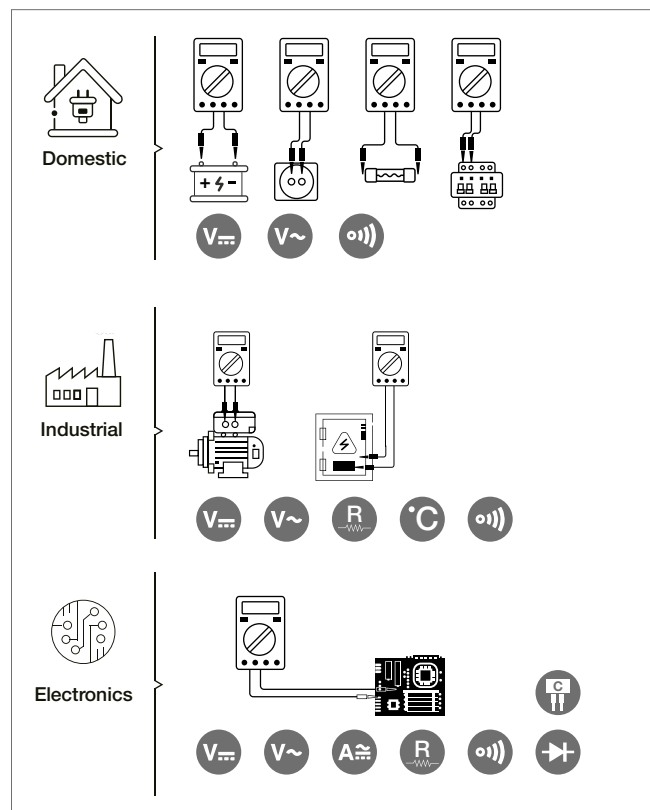 Domestic
+ -
V
V~
Industrial
V
V~
R
°C
Electronics
C
V
V~
A
R